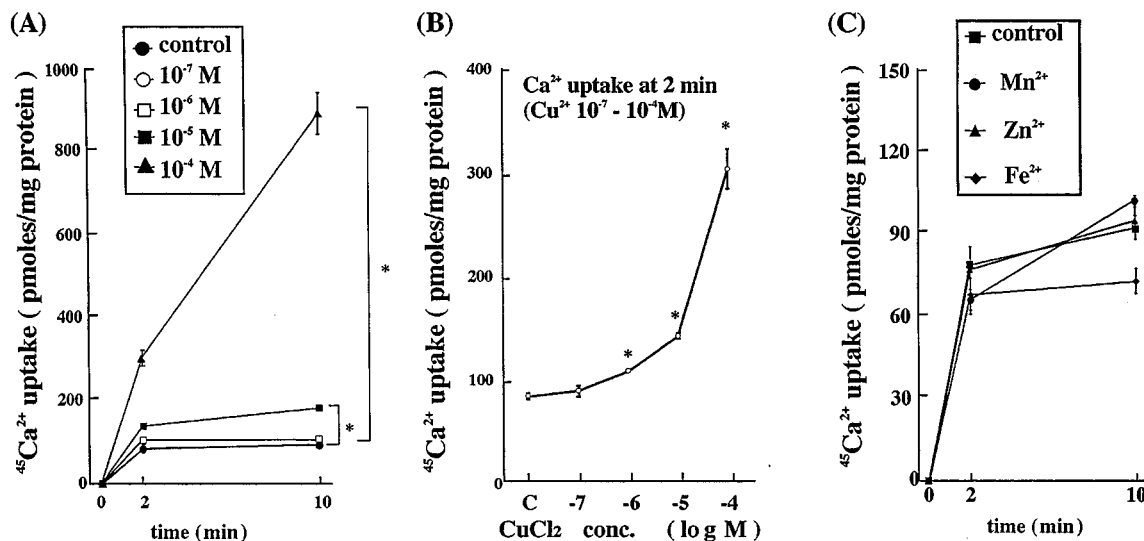 (A)
control
10⁻⁷ M
10⁻⁶ M
10⁻⁵ M
10⁻⁴ M
⁴⁵Ca²⁺ uptake ( pmoles/mg protein )
1000
800
600
400
200
0
*
*
0 2 10
time (min)
(B)
Ca²⁺ uptake at 2 min
(Cu²⁺ 10⁻⁷ - 10⁻⁴M)
⁴⁵Ca²⁺ uptake ( pmoles/mg protein )
400
300
200
100
0
*
*
*
C -7 -6 -5 -4
CuCl2 conc. (log M)
(C)
control
Mn²⁺
Zn²⁺
Fe²⁺
⁴⁵Ca²⁺ uptake ( pmoles/mg protein )
150
120
90
60
30
0
0 2 10
time (min)